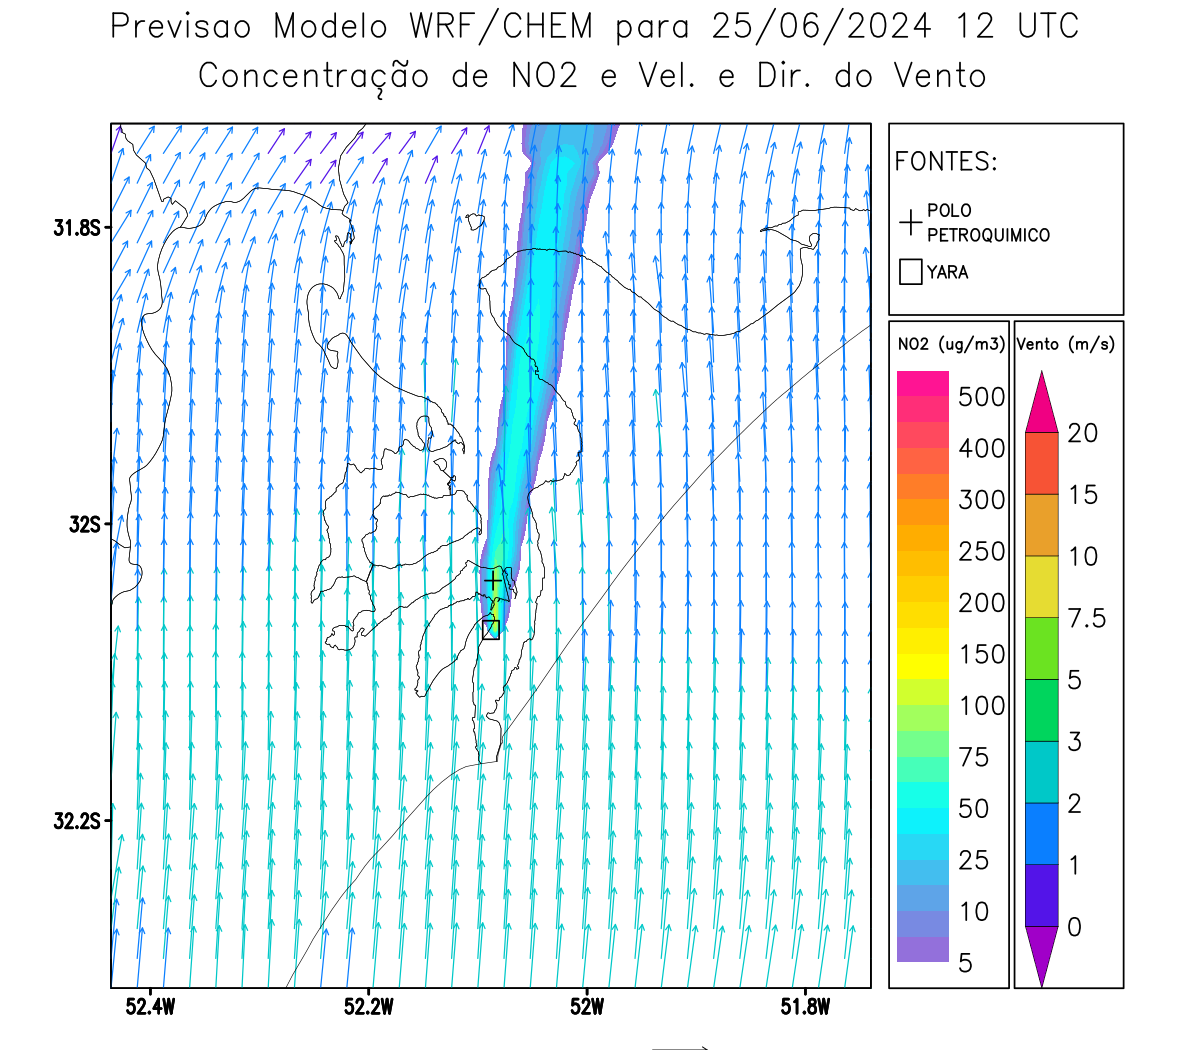 Previsao Modelo WRF/CHEM para 25/06/2024 12 UTC
Concentração de NO2 e Vel. e Dir. do Vento
FONTES:
POLO
PETROQUIMICO
YARA
NO2 (ug/m3)
500
400
300
250
200
150
100
75
50
25
10
5
Vento (m/s)
20
15
10
7.5
5
3
2
1
0
31.8S
32S
32.2S
52.4W
52.2W
52W
51.8W